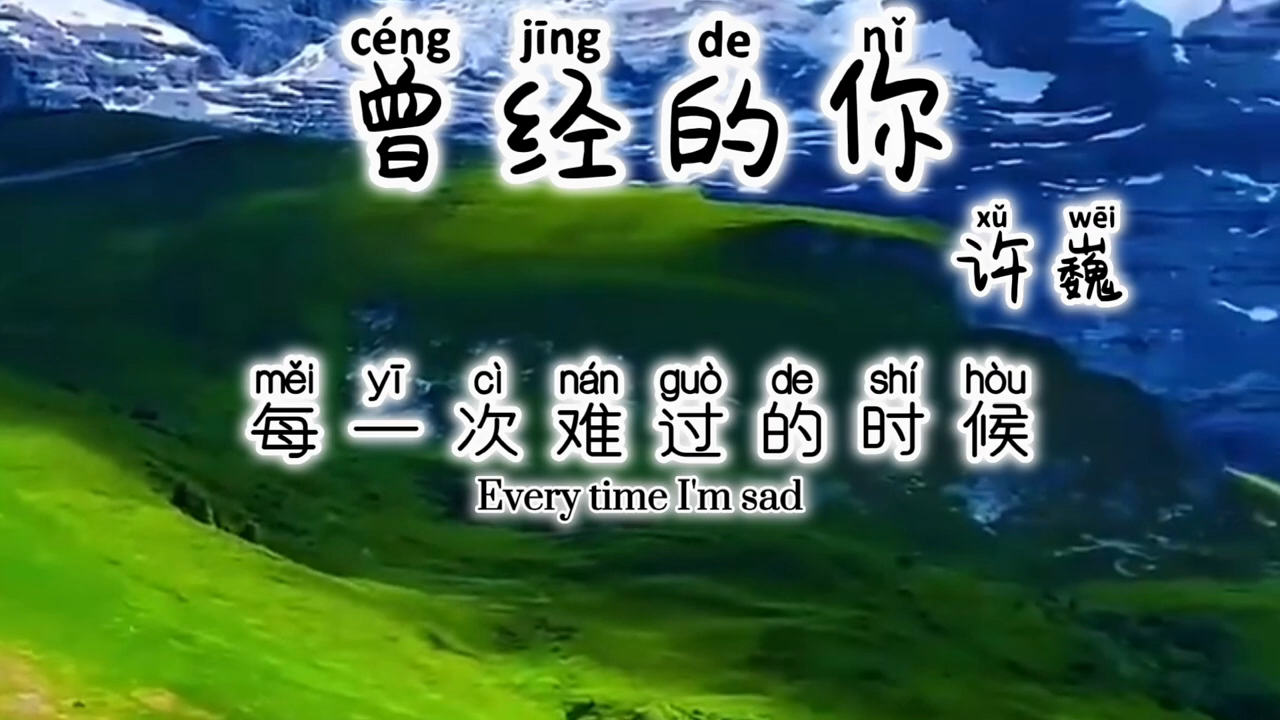 céng jīng de nǐ
曾经的你
xǔ wēi
许巍
měi yī cì nán guò de shí hòu
每一次难过的时候
Every time I'm sad